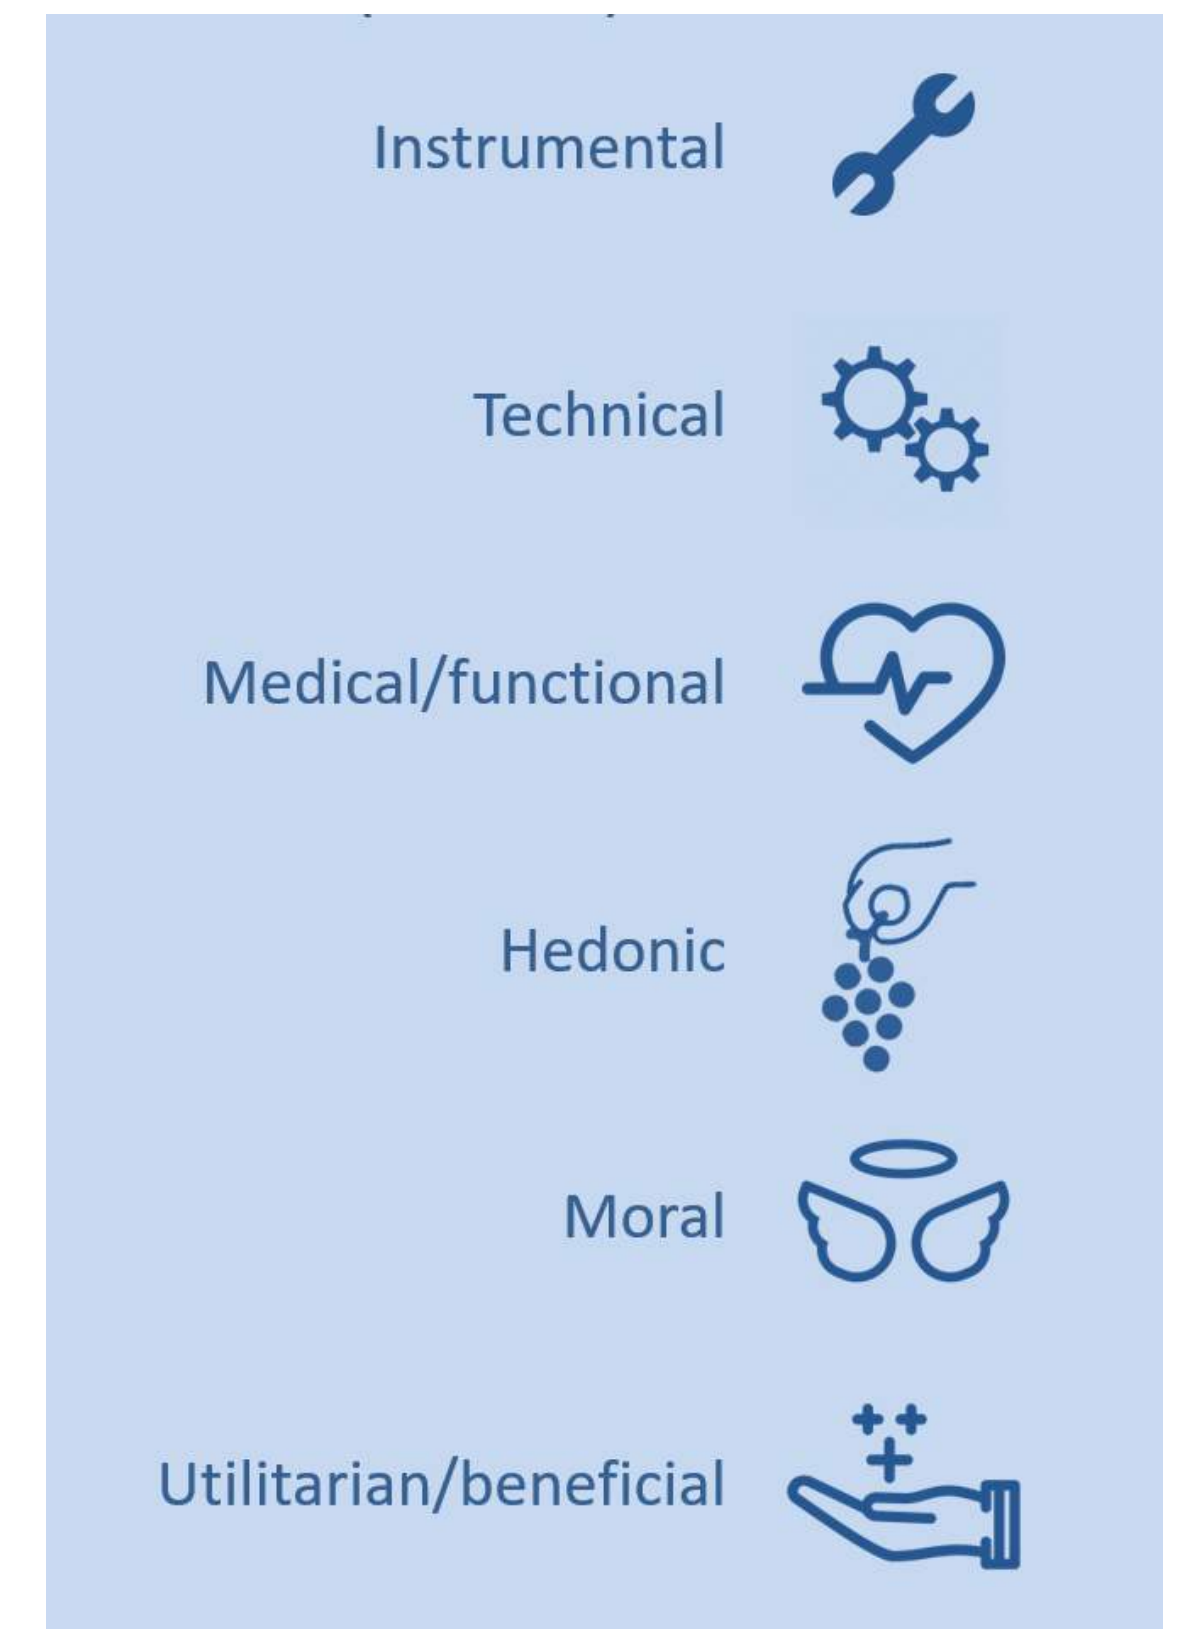 Instrumental
Technical
Medical/functional
Hedonic
Moral
Utilitarian/beneficial